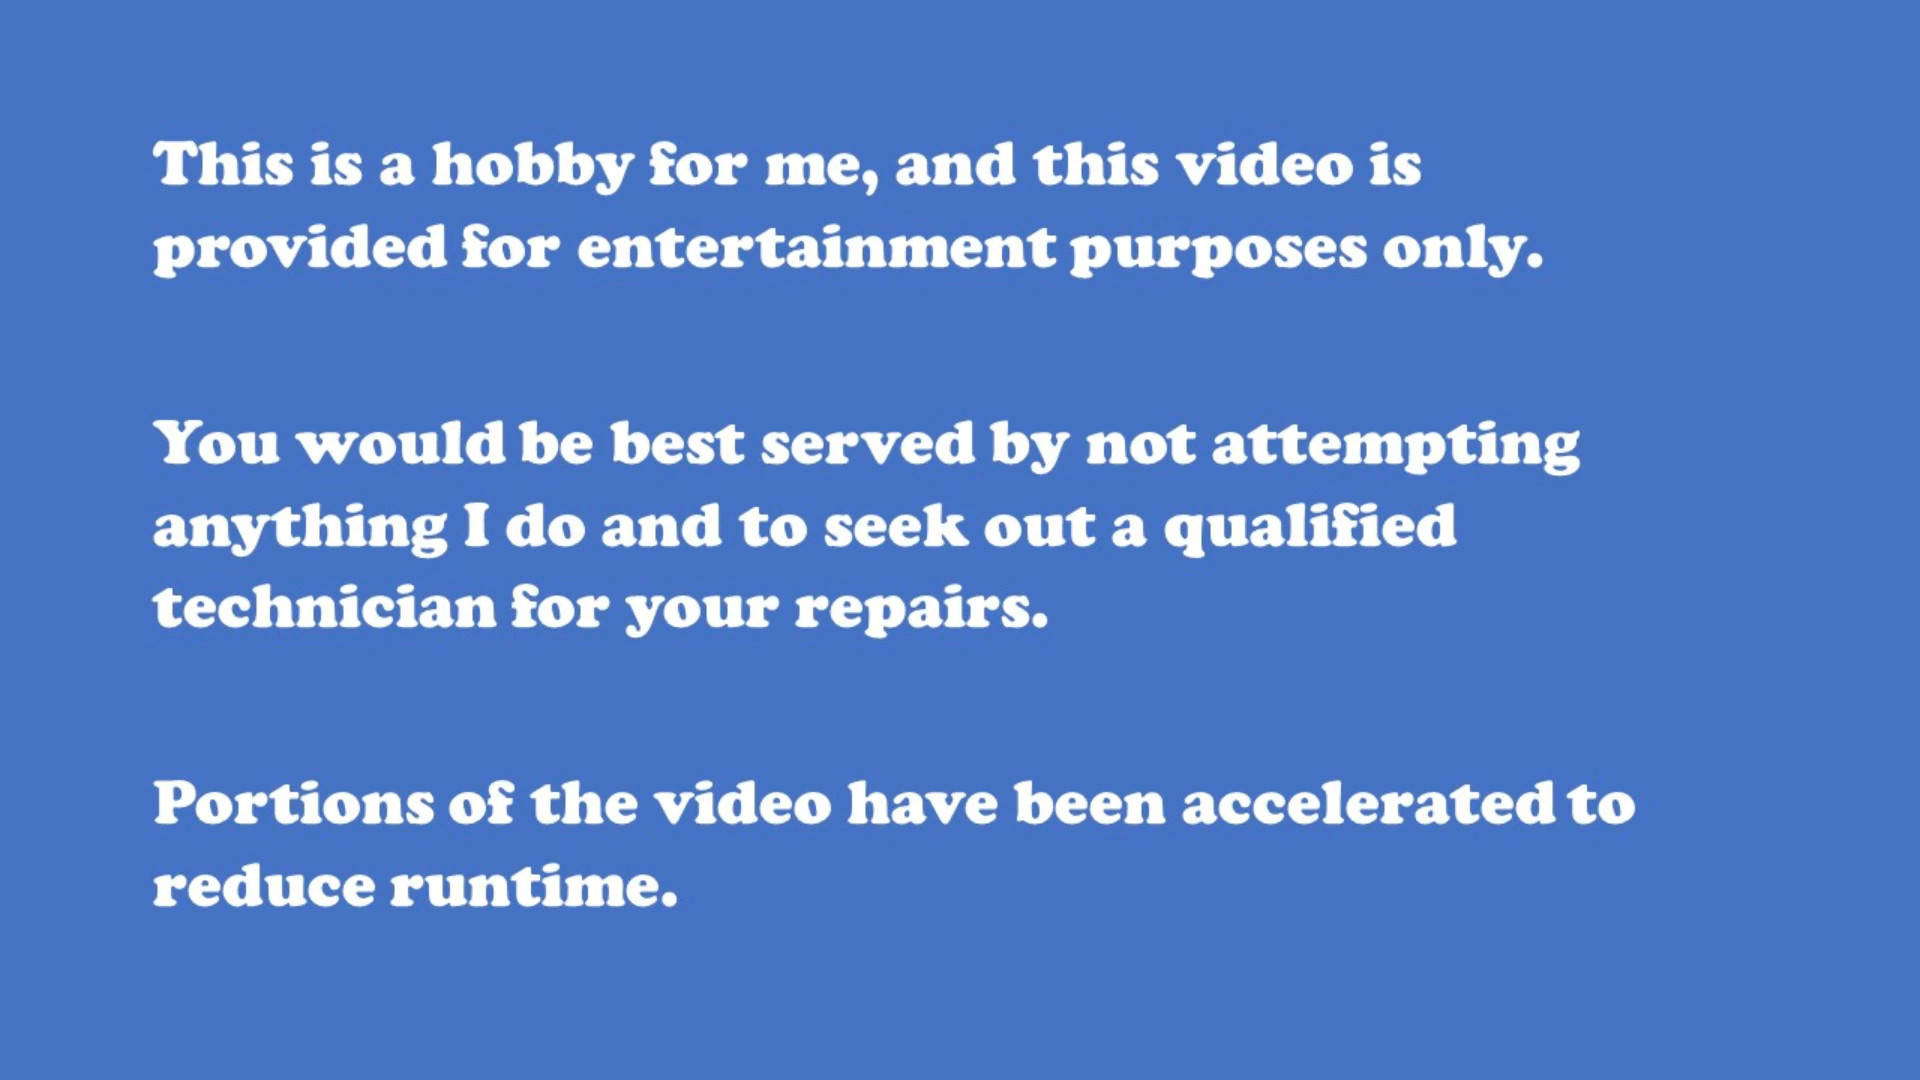 This is a hobby for me, and this video is
provided for entertainment purposes only.
You would be best served by not attempting
anything I do and to seek out a qualified
technician for your repairs.
Portions of the video have been accelerated to
reduce runtime.